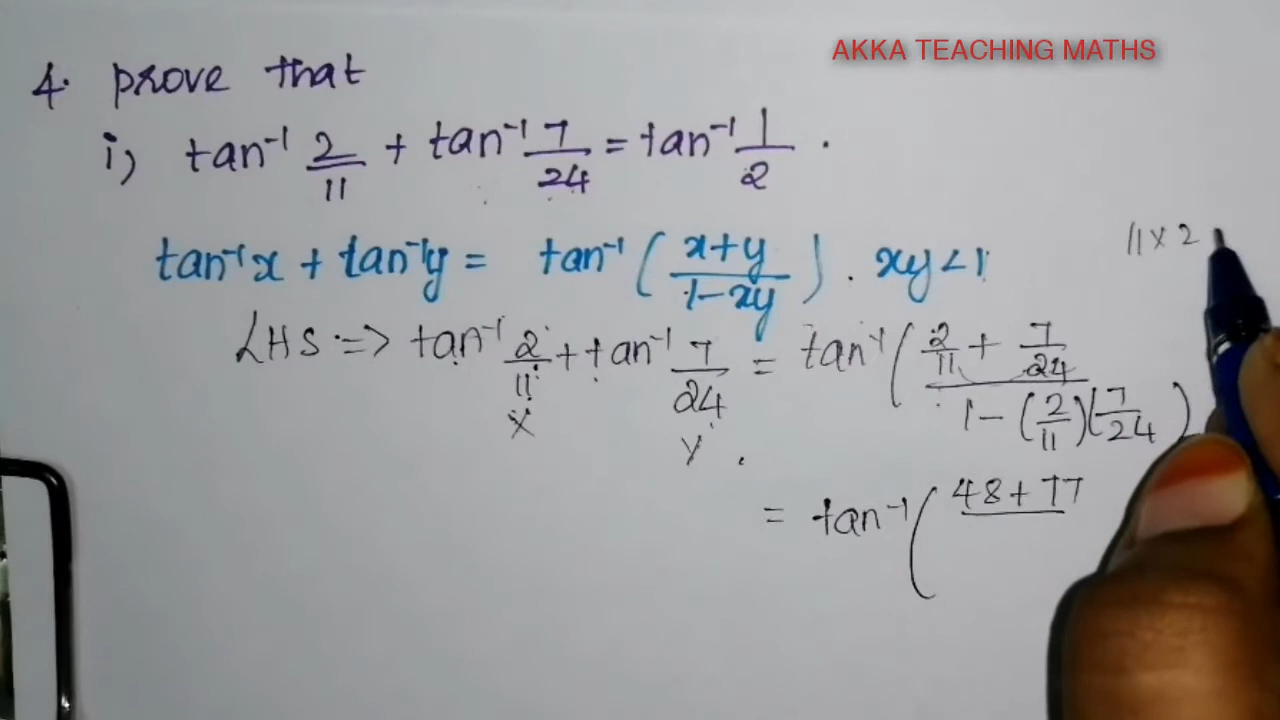 AKKA TEACHING MATHS
4. prove that
i) tan⁻¹ 2/11 + tan⁻¹ 7/24 = tan⁻¹ 1/2 .
tan⁻¹x + tan⁻¹y = tan⁻¹ ( x+y / 1-xy ) . xy < 1
11 x 2
LHS => tan⁻¹ 2/11 + tan⁻¹ 7/24 = tan⁻¹ ( 2/11 + 7/24 / 1 - (2/11)(7/24) )
x y .
= tan⁻¹ ( 48 + 77